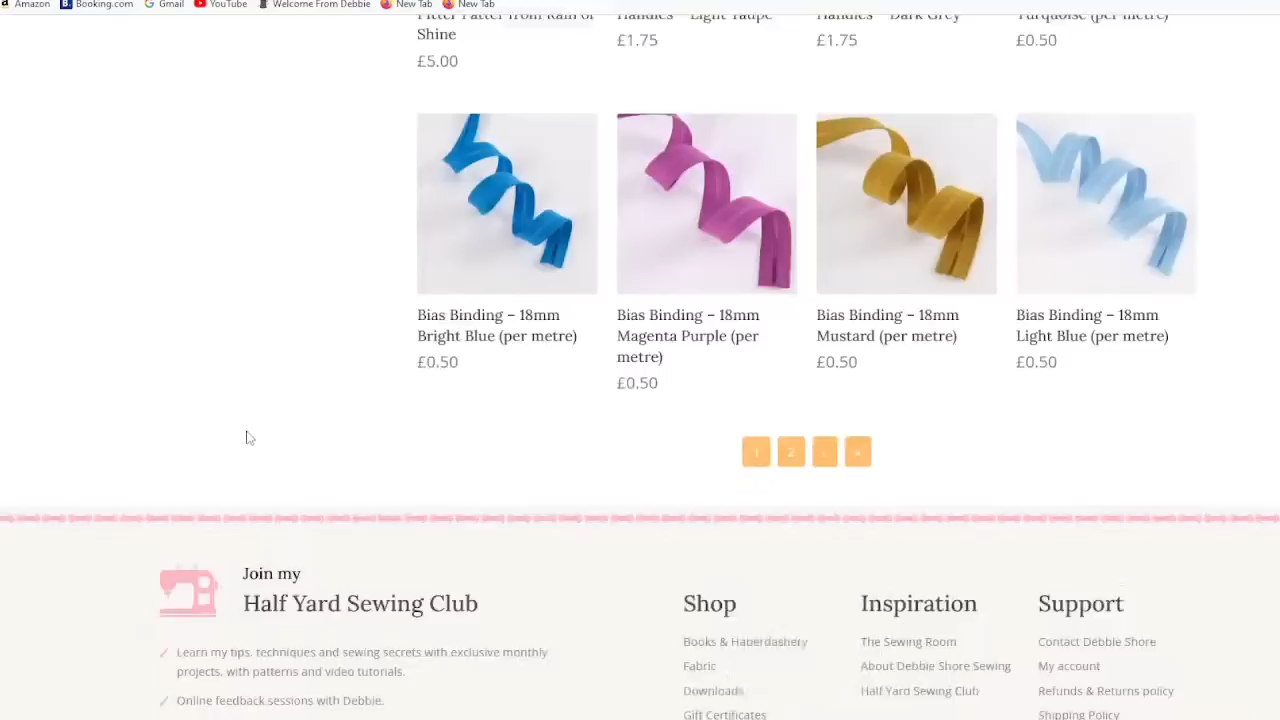 Amazon Booking.com Gmail YouTube Welcome From Debbie New Tab New Tab
Pitter Patter from Rain or Handles – Light Taupe Handles – Dark Grey Turquoise (per metre)
Shine
£1.75 £1.75 £0.50
£5.00
Bias Binding – 18mm Bias Binding – 18mm Bias Binding – 18mm Bias Binding – 18mm
Bright Blue (per metre) Magenta Purple (per Mustard (per metre) Light Blue (per metre)
metre)
£0.50 £0.50 £0.50
£0.50
1 2
Join my
Half Yard Sewing Club
Shop Inspiration Support
Learn my tips, techniques and sewing secrets with exclusive monthly
projects, with patterns and video tutorials.
Online feedback sessions with Debbie.
Books & Haberdashery The Sewing Room Contact Debbie Shore
Fabric About Debbie Shore Sewing My account
Downloads Half Yard Sewing Club Refunds & Returns policy
Gift Certificates Shipping Policy